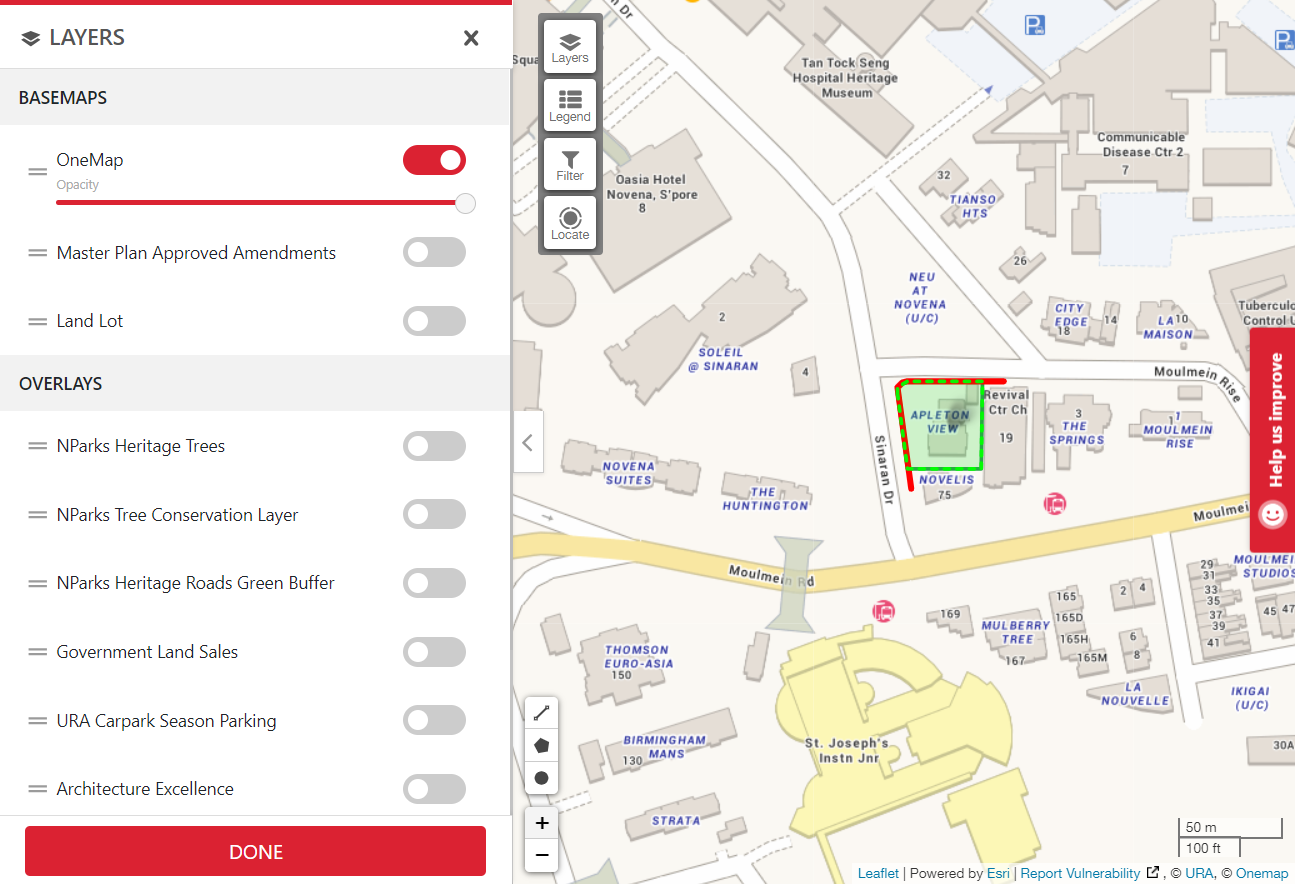 LAYERS
BASEMAPS
OneMap
Opacity
Master Plan Approved Amendments
Land Lot
OVERLAYS
NParks Heritage Trees
NParks Tree Conservation Layer
NParks Heritage Roads Green Buffer
Government Land Sales
URA Carpark Season Parking
Architecture Excellence
DONE
Layers
Legend
Filter
Locate
Dr
Squa
Dr
Tan Tock Seng
Hospital Heritage
Museum
Communicable
Disease Ctr 2
7
Oasia Hotel
Novena, S'pore
8
32
TIANSO
HTS
26
NEU
AT
NOVENA
(U/C)
CITY
EDGE
18
14
LA
10
MAISON
Tuberculo
Control U
2
SOLEIL
@ SINARAN
4
Moulmein Rise
Revival
Ctr Ch
19
APLETON
VIEW
3
THE
SPRINGS
1
MOULMEIN
RISE
Help us improve
Sinaran Dr
NOVELIS
75
NOVENA
SUITES
THE
HUNTINGTON
Moulmei
Moulmein Rd
29
31
33
35
37
39
41
MOULMEIN
STUDIOS
45
47
2
4
165
165D
165H
165M
169
MULBERRY
TREE
167
6
8
LA
NOUVELLE
IKIGAI
(U/C)
30A
THOMSON
EURO-ASIA
150
BIRMINGHAM
MANS
130
St. Joseph's
Instn Jnr
STRATA
+
−
50 m
100 ft
Leaflet | Powered by Esri | Report Vulnerability , © URA, © Onemap